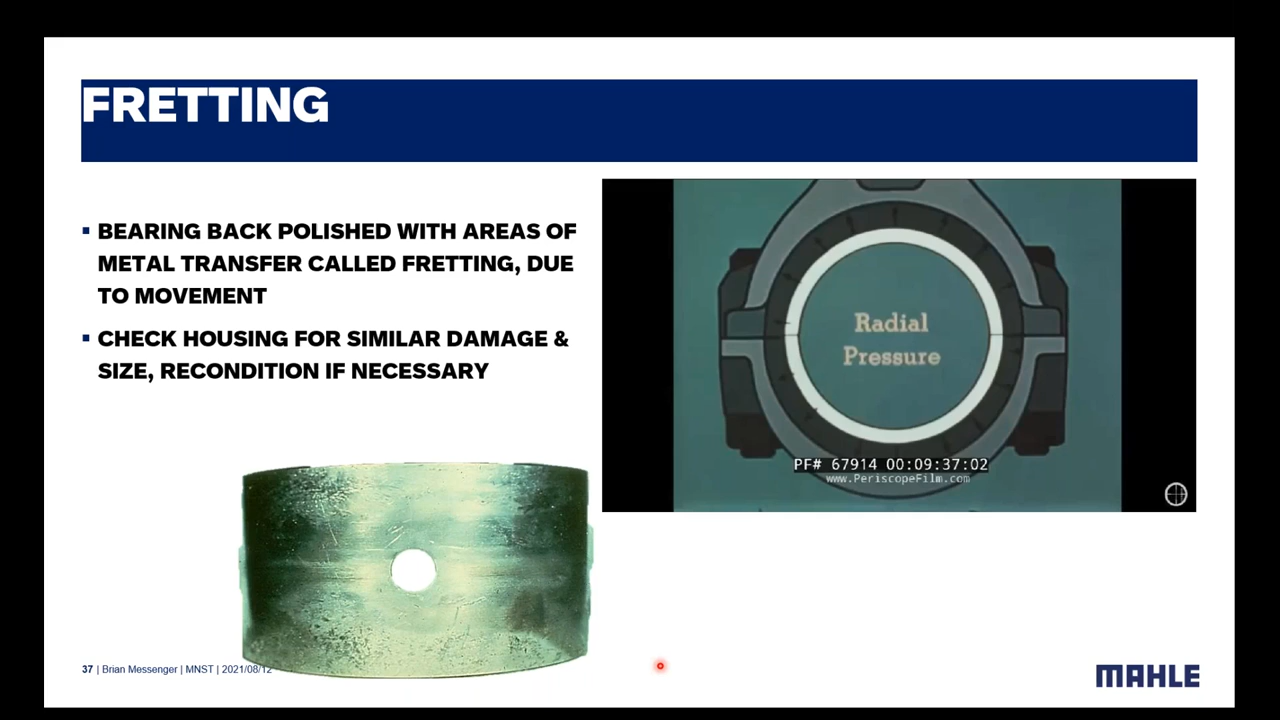 FRETTING
▪ BEARING BACK POLISHED WITH AREAS OF
METAL TRANSFER CALLED FRETTING, DUE
TO MOVEMENT
▪ CHECK HOUSING FOR SIMILAR DAMAGE &
SIZE, RECONDITION IF NECESSARY
Radial
Pressure
PF# 67914 00:09:37:02
www.PeriscopeFilm.com
37 | Brian Messenger | MNST | 2021/08/12
MAHLE